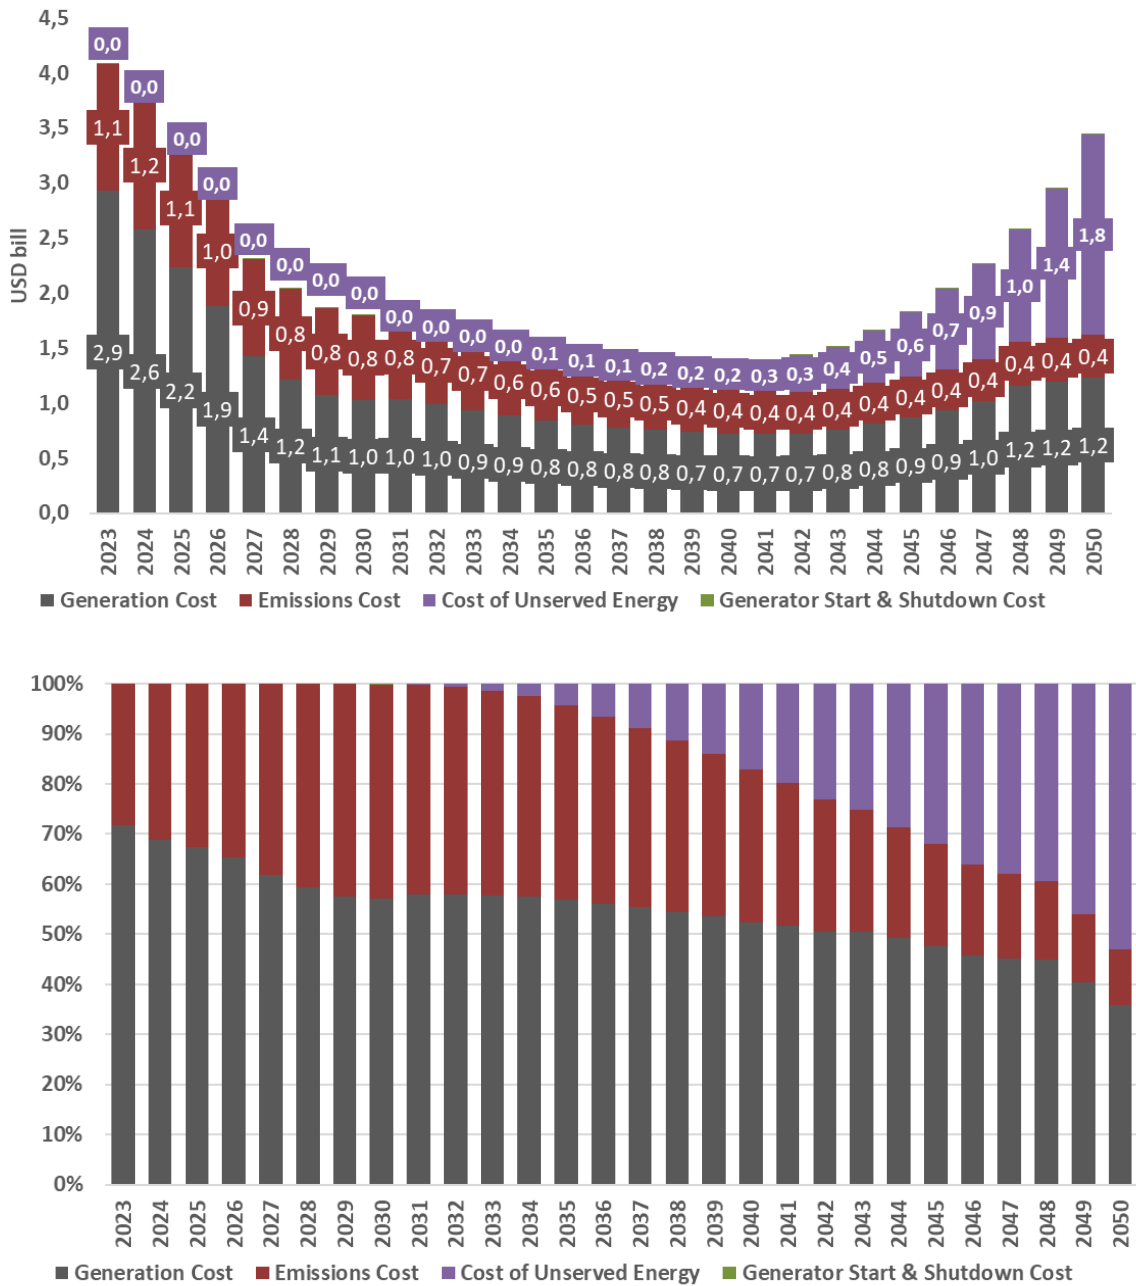 USD bill
4,5
4,0
3,5
3,0
2,5
2,0
1,5
1,0
0,5
0,0
0,0 0,0 0,0 0,0 0,0 0,0 0,0 0,0 0,0 0,0 0,0 0,0 0,1 0,1 0,1 0,2 0,2 0,2 0,3 0,3 0,4 0,5 0,6 0,7 0,9 1,0 1,4 1,8
1,1 1,2 1,1 1,0 0,9 0,8 0,8 0,8 0,8 0,7 0,7 0,6 0,6 0,5 0,5 0,5 0,4 0,4 0,4 0,4 0,4 0,4 0,4 0,4 0,4 0,4 0,4 0,4
2,9 2,6 2,2 1,9 1,4 1,2 1,1 1,0 1,0 1,0 0,9 0,9 0,8 0,8 0,8 0,8 0,7 0,7 0,7 0,7 0,8 0,8 0,9 0,9 1,0 1,2 1,2 1,2
2023 2024 2025 2026 2027 2028 2029 2030 2031 2032 2033 2034 2035 2036 2037 2038 2039 2040 2041 2042 2043 2044 2045 2046 2047 2048 2049 2050
Generation Cost Emissions Cost Cost of Unserved Energy Generator Start & Shutdown Cost
100%
90%
80%
70%
60%
50%
40%
30%
20%
10%
0%
2023 2024 2025 2026 2027 2028 2029 2030 2031 2032 2033 2034 2035 2036 2037 2038 2039 2040 2041 2042 2043 2044 2045 2046 2047 2048 2049 2050
Generation Cost Emissions Cost Cost of Unserved Energy Generator Start & Shutdown Cost